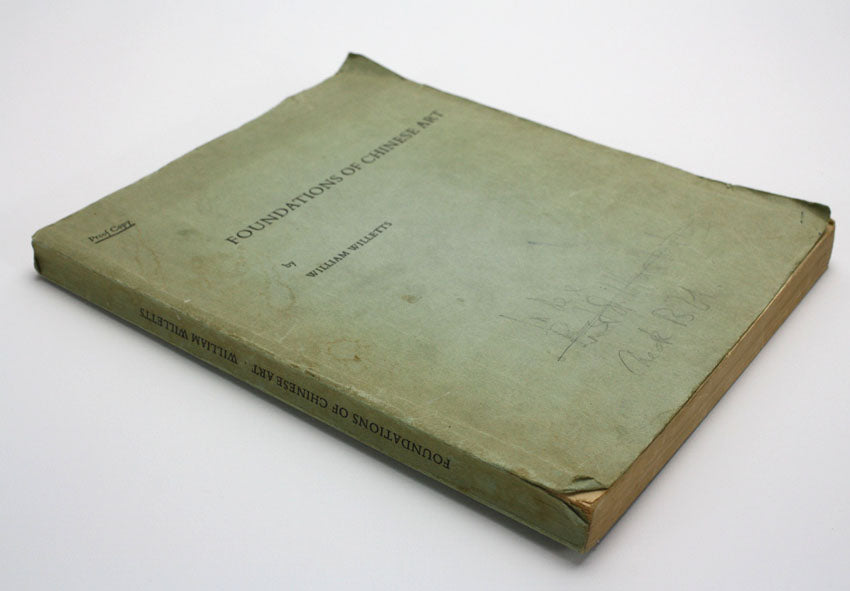 Proof Copy
FOUNDATIONS OF CHINESE ART
by
WILLIAM WILLETTS
FOUNDATIONS OF CHINESE ART · WILLIAM WILLETTS